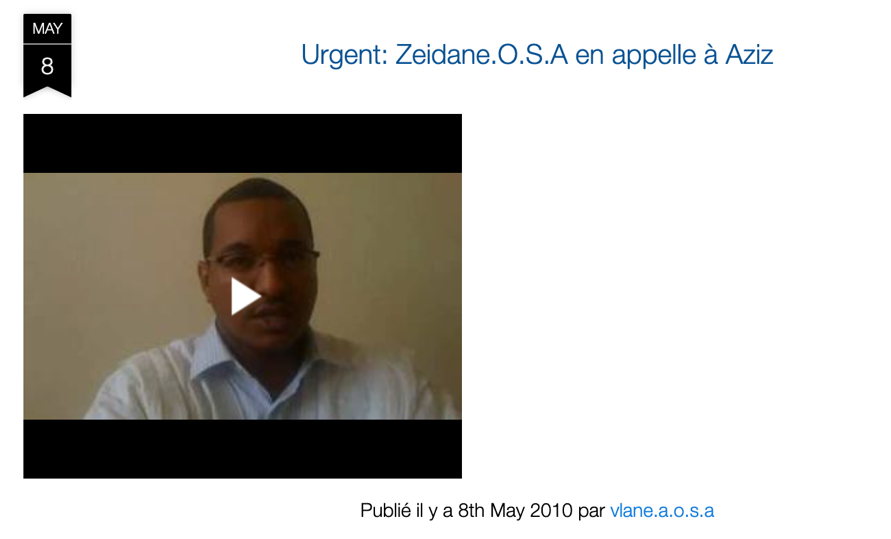 MAY
8
Urgent: Zeidane.O.S.A en appelle à Aziz
Publié il y a 8th May 2010 par vlane.a.o.s.a